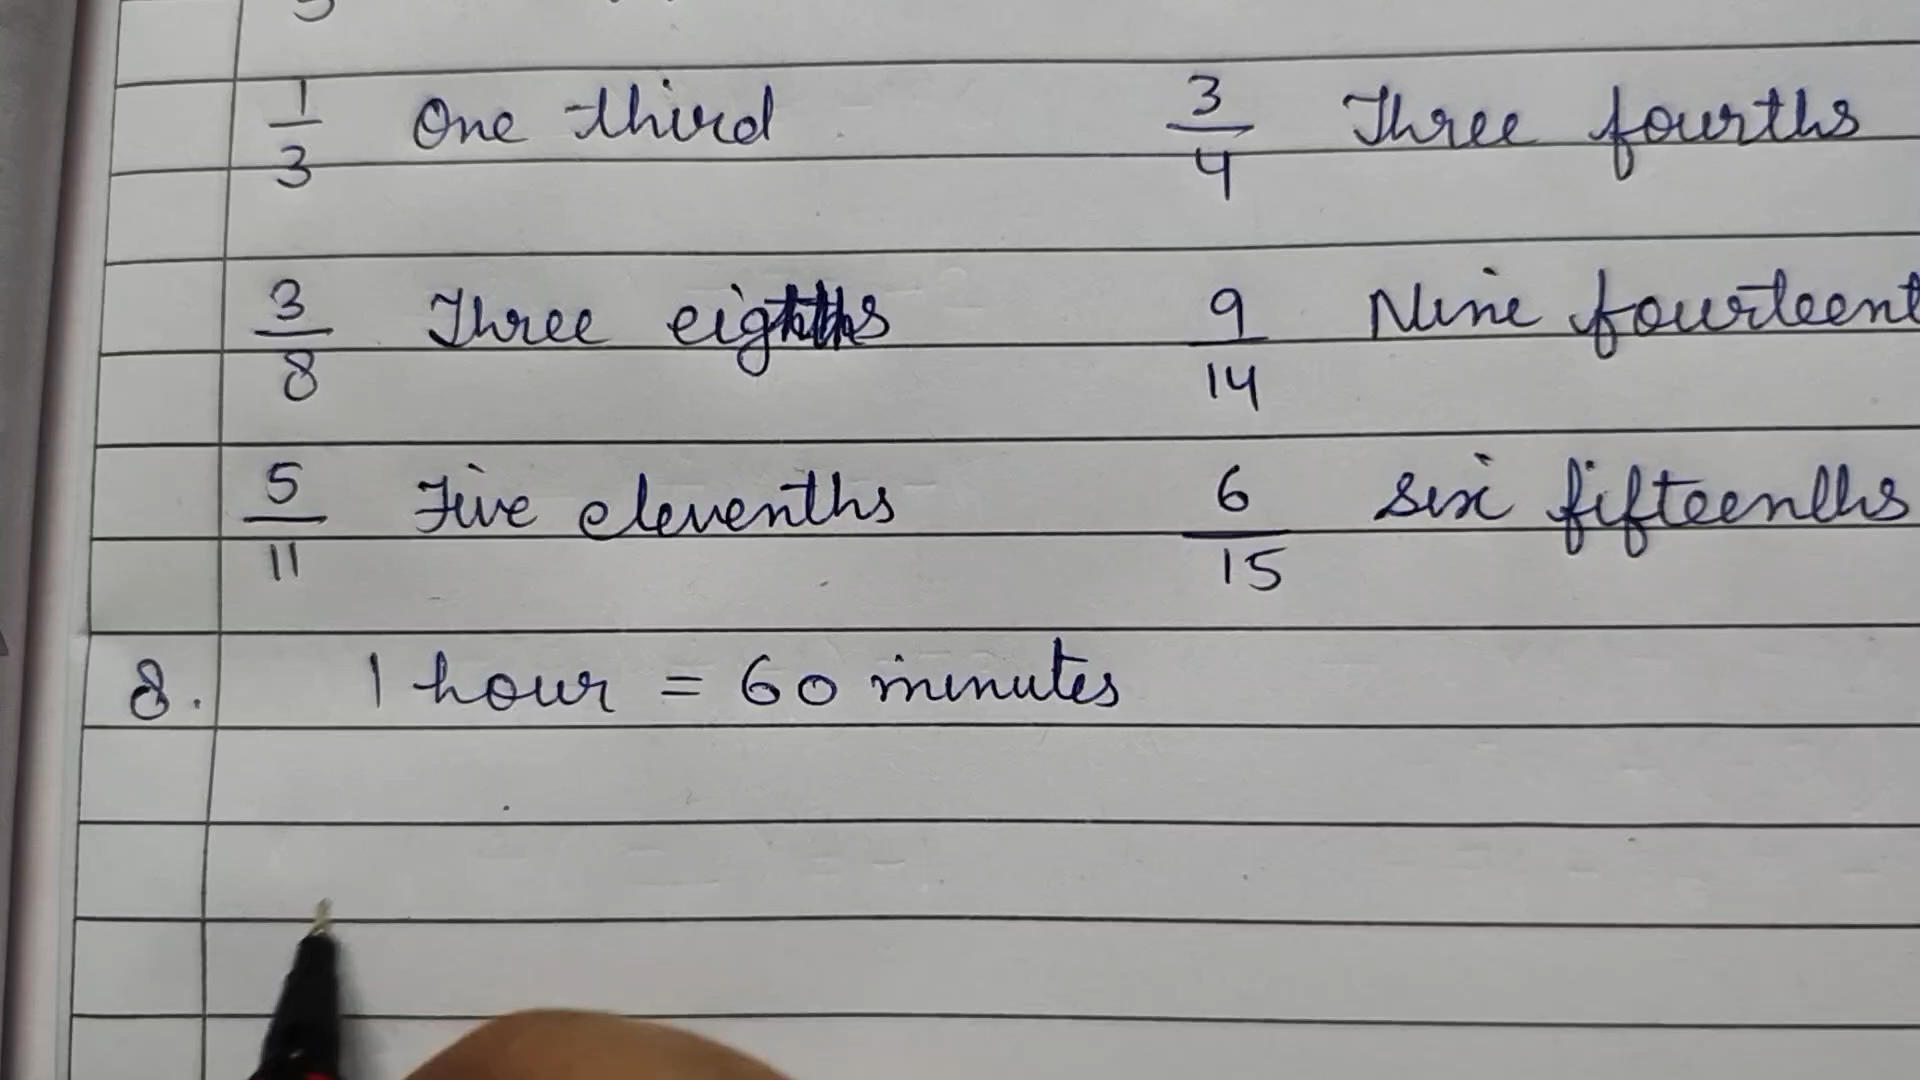 1/3 One third 3/4 Three fourths
3/8 Three eighths 9/14 Nine fourteent
5/11 Five elevenths 6/15 six fifteenths
8. 1 hour = 60 minutes